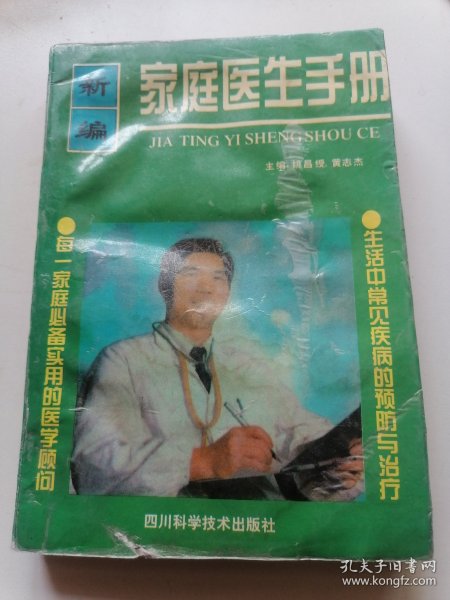 新编
家庭医生手册
JIA TING YI SHENG SHOU CE
主编 昌绶 黄志杰
每一家庭必备实用的医学顾问
生活中常见疾病的预防与治疗
四川科学技术出版社
孔夫子旧书网
www.kongfz.com